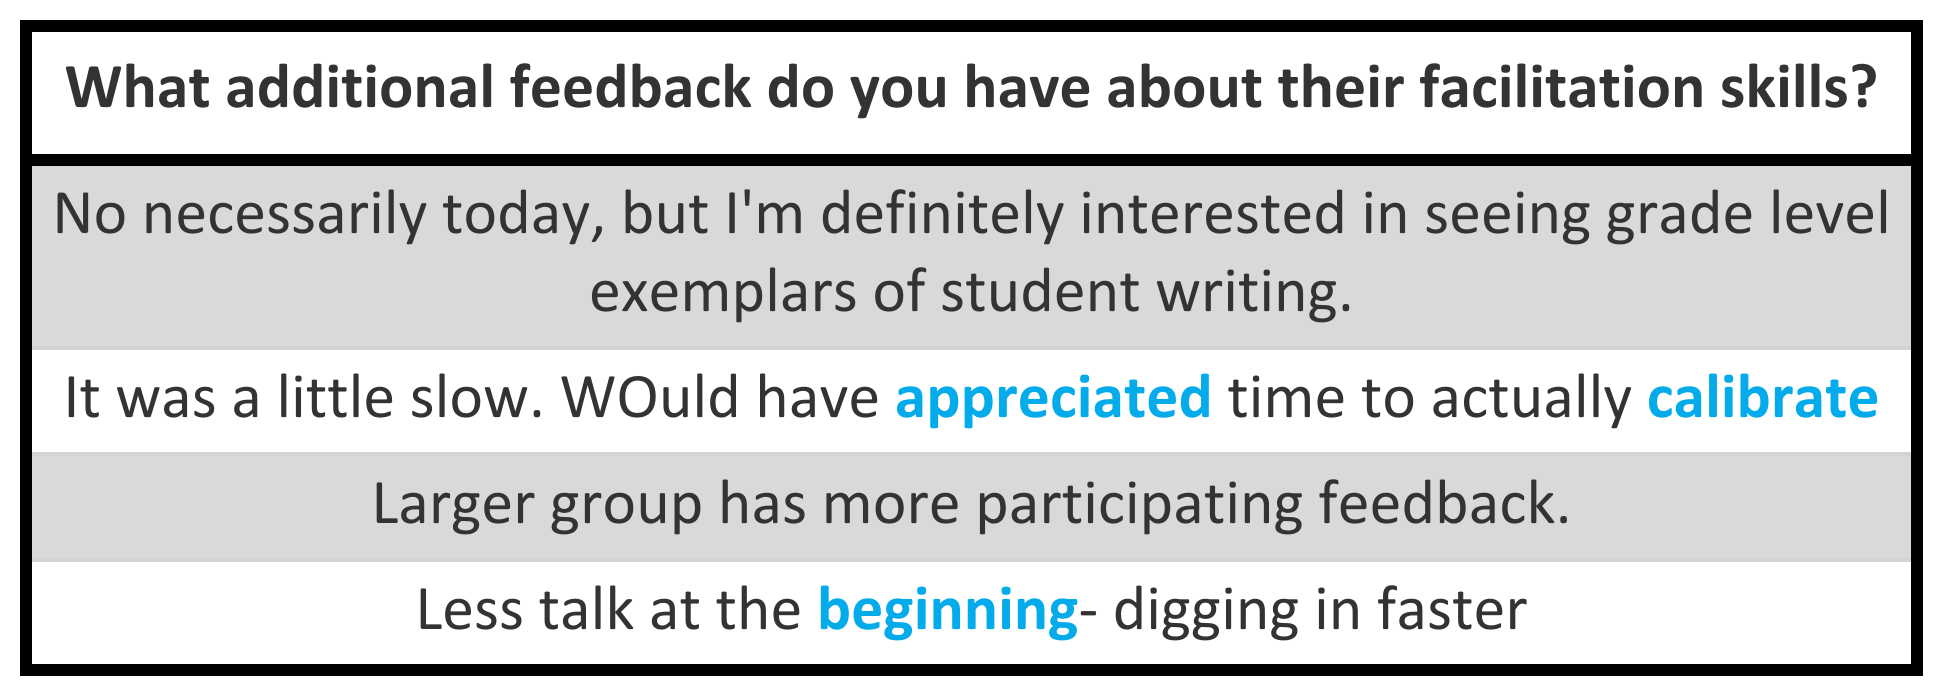 What additional feedback do you have about their facilitation skills?
No necessarily today, but I'm definitely interested in seeing grade level
exemplars of student writing.
It was a little slow. WOuld have appreciated time to actually calibrate
Larger group has more participating feedback.
Less talk at the beginning- digging in faster